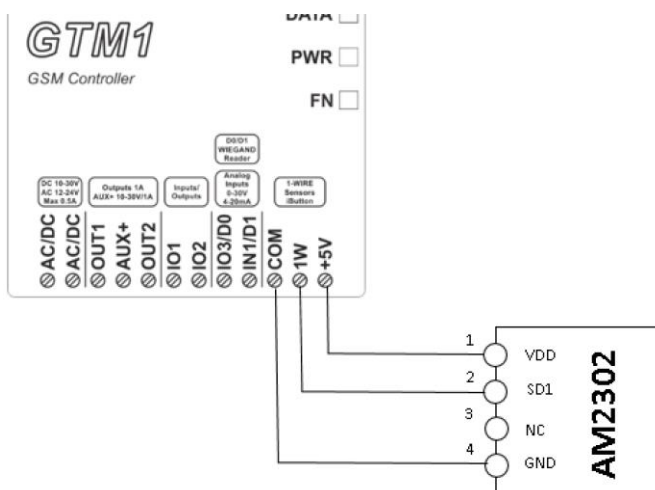 DATA
GTM1
PWR
GSM Controller
FN
D0/D1
WIEGAND
Reader
DC 10-30V
AC 12-24V
Max 0.5A
Outputs 1A
AUX+ 10-30V/1A
Inputs/
Outputs
Analog
Inputs
0-30V
4-20mA
1-WIRE
Sensors
iButton
AC/DC
AC/DC
OUT1
AUX+
OUT2
IO1
IO2
IO3/D0
IN1/D1
COM
1W
+5V
1
VDD
2
SD1
3
NC
4
GND
AM2302